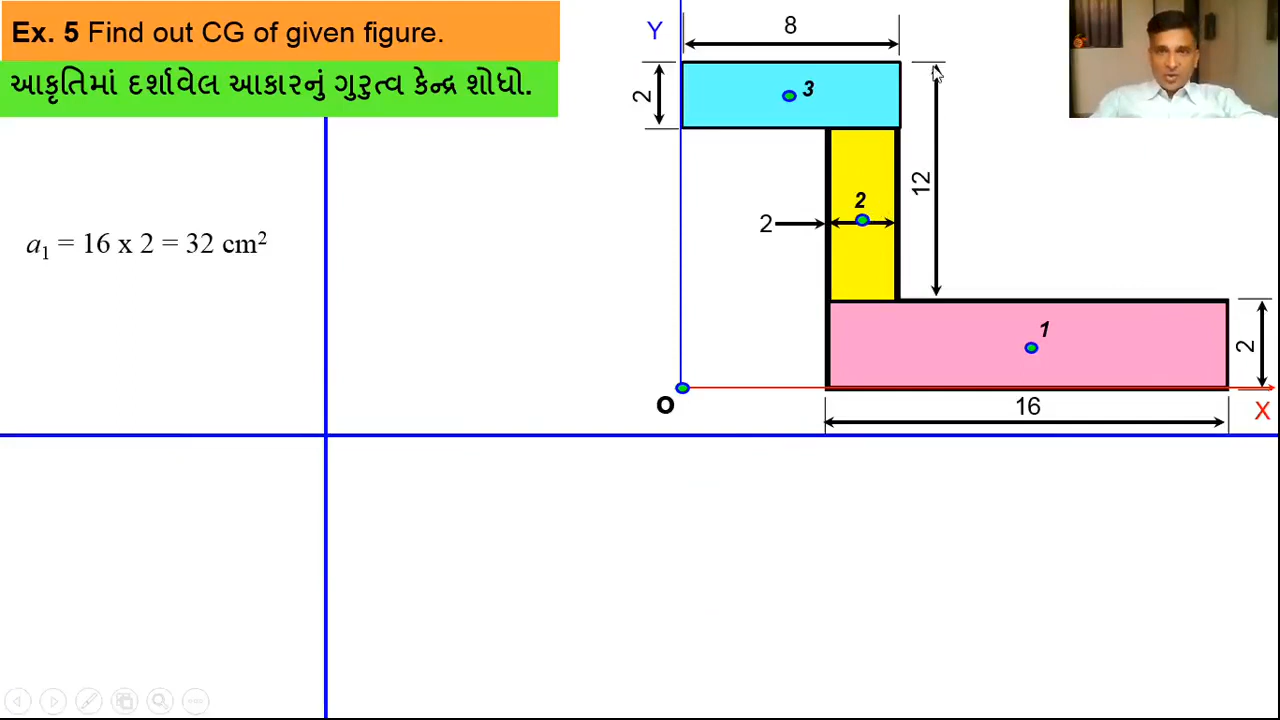 Ex. 5 Find out CG of given figure.
આકૃતિમાં દર્શાવેલ આકારનું ગુરુત્વ કેન્દ્ર શોધો.
a₁ = 16 x 2 = 32 cm²
Y
8
2
3
12
2
2
1
2
O
16
X